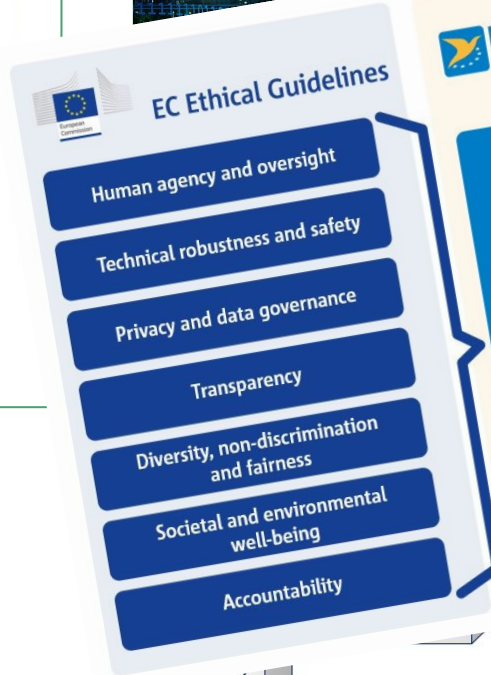 European
Commission
EC Ethical Guidelines
Human agency and oversight
Technical robustness and safety
Privacy and data governance
Transparency
Diversity, non-discrimination
and fairness
Societal and environmental
well-being
Accountability